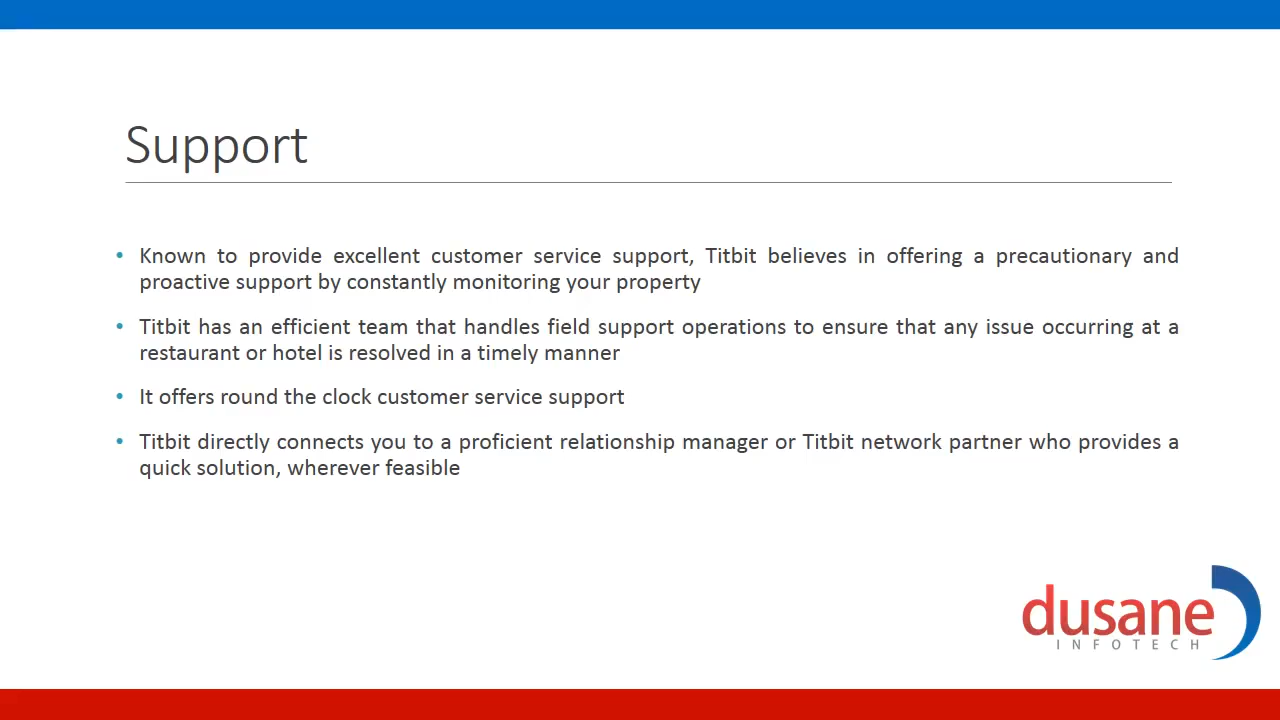 Support
• Known to provide excellent customer service support, Titbit believes in offering a precautionary and
proactive support by constantly monitoring your property
• Titbit has an efficient team that handles field support operations to ensure that any issue occurring at a
restaurant or hotel is resolved in a timely manner
• It offers round the clock customer service support
• Titbit directly connects you to a proficient relationship manager or Titbit network partner who provides a
quick solution, wherever feasible
dusane
INFOTECH